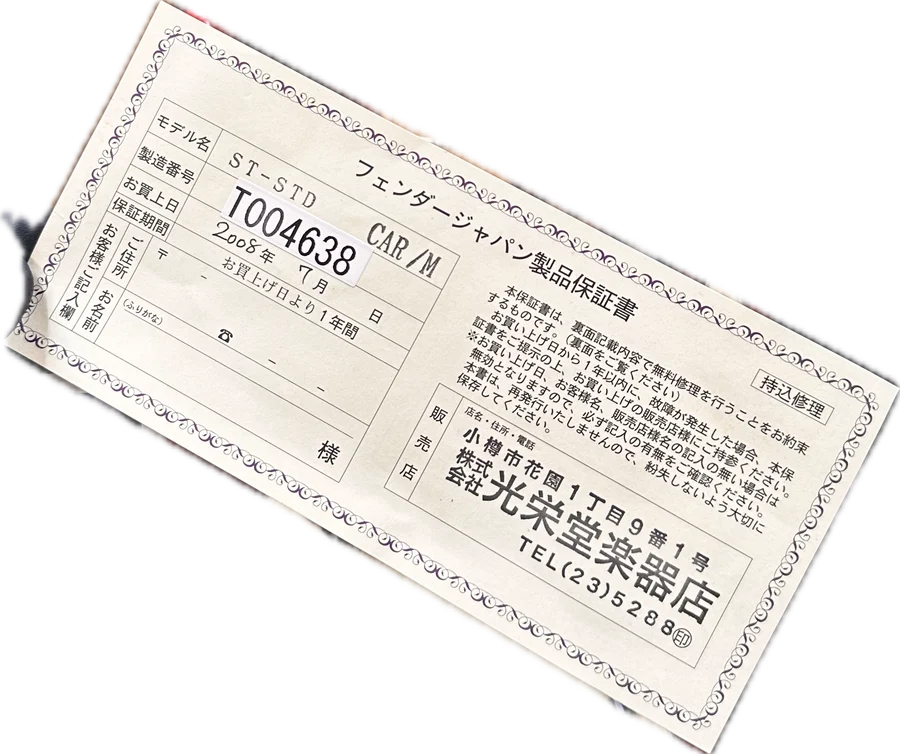 フェンダージャパン製品保証書
モデル名 ST-STD CAR/M
製造番号 T004638
お買上日 2008年 7月 日
保証期間 お買上げ日より1年間
お客様ご記入欄
ご住所 〒 -
☎ - -
お名前 (ふりがな)
様
持込修理
本保証書は、裏面記載内容で無料修理を行うことをお約束
するものです。(裏面をご覧ください)
お買い上げ日から1年以内に、故障が発生した場合、本保
証書をご提示の上、お買い上げの販売店様にご持参ください。
※お買い上げ日、お客様名、販売店様名の記入の無い場合は
無効となりますので、必ず記入の有無をご確認ください。
本書は、再発行いたしませんので、紛失しないよう大切に
保存してください。
販売店
店名・住所・電話
小樽市花園1丁目9番1号
株式会社 光栄堂楽器店
TEL(23)5288 印